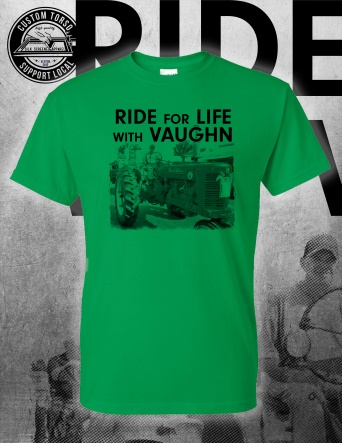 CUSTOM TORSO
SUPPORT LOCAL
RIDE
RIDE FOR LIFE
WITH VAUGHN